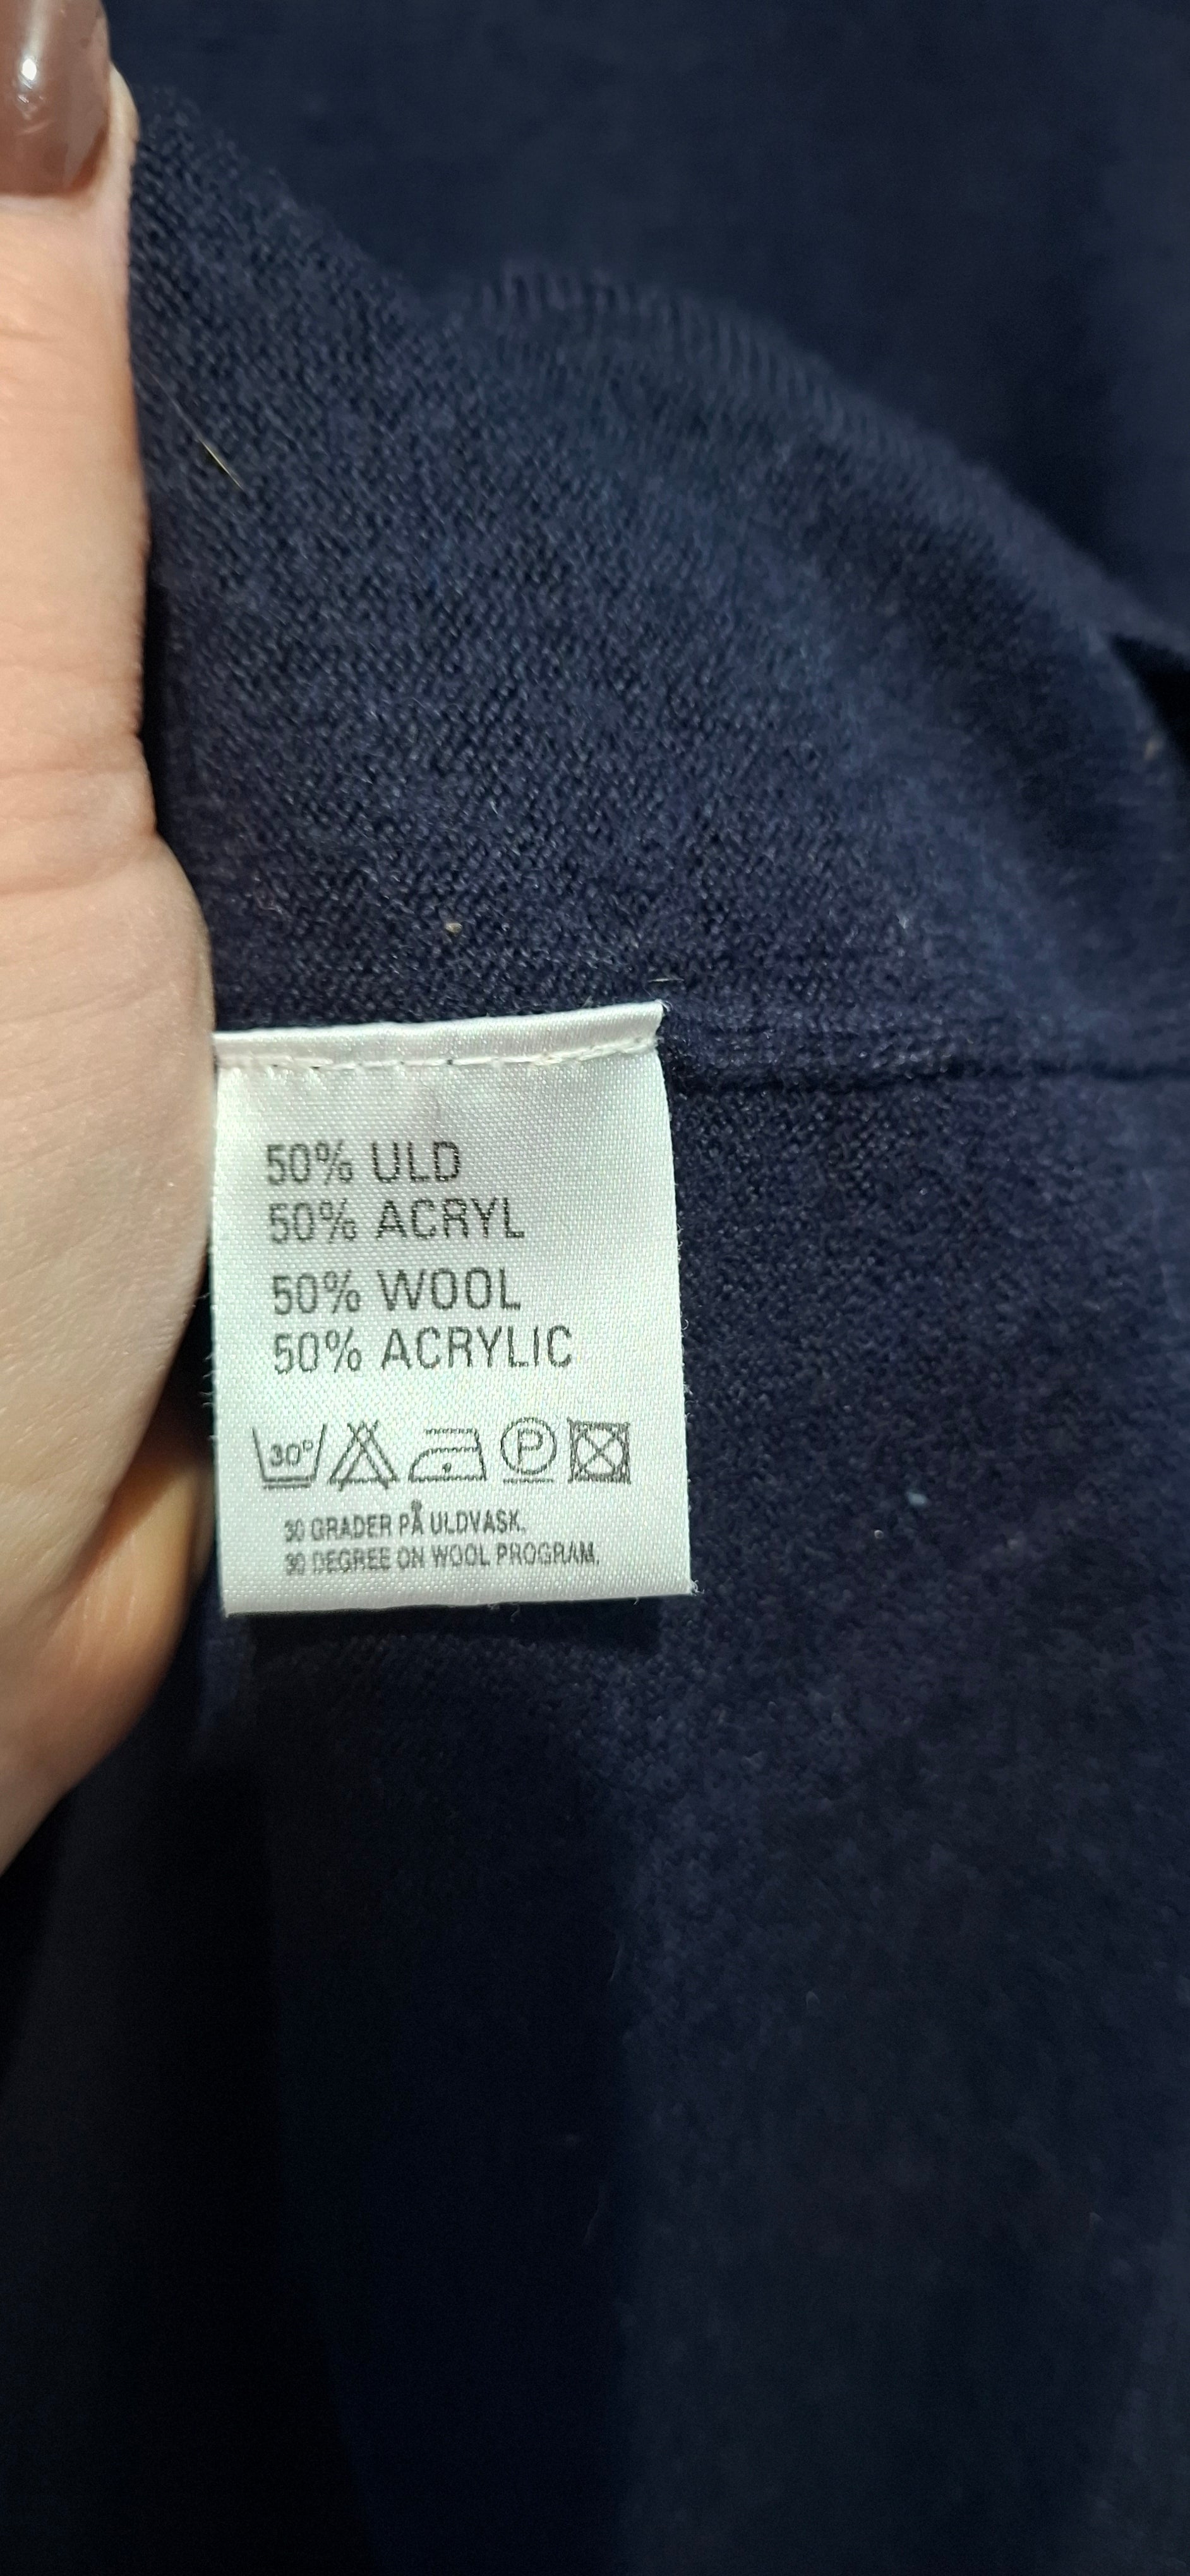 50% ULD
50% ACRYL
50% WOOL
50% ACRYLIC
30° P
30 GRADER PÅ ULDVASK.
30 DEGREE ON WOOL PROGRAM.